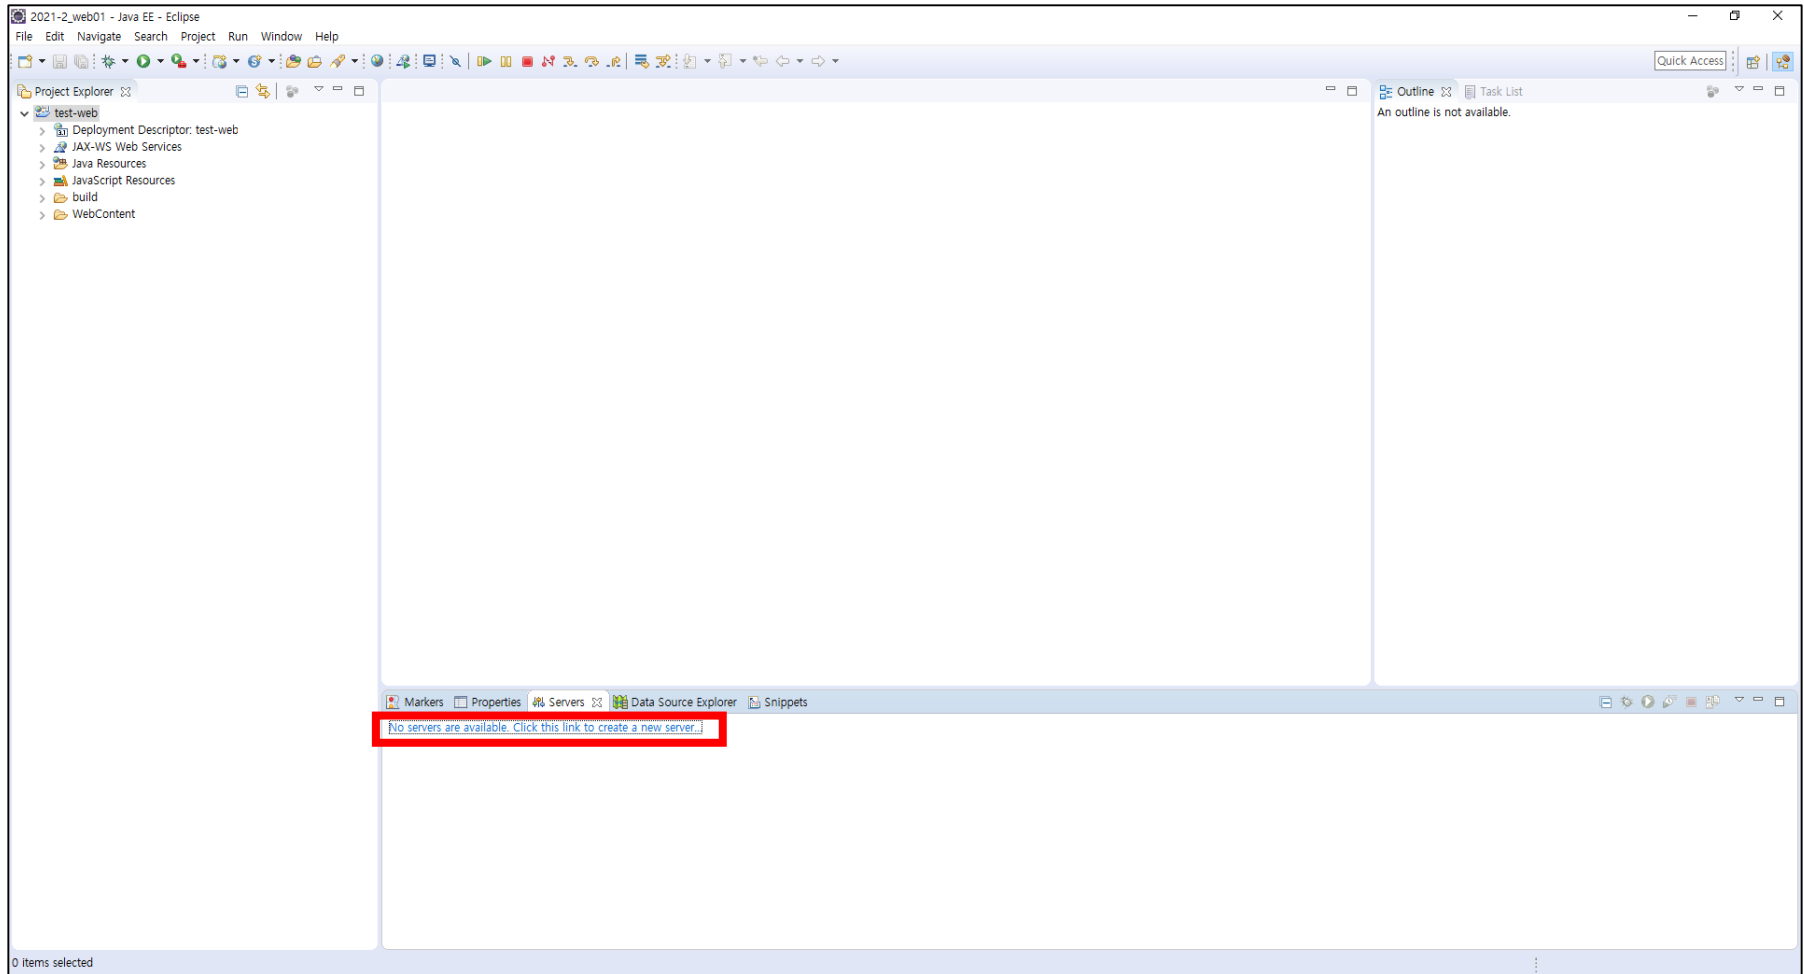 2021-2_web01 - Java EE - Eclipse
File Edit Navigate Search Project Run Window Help
Quick Access
Project Explorer
test-web
Deployment Descriptor: test-web
JAX-WS Web Services
Java Resources
JavaScript Resources
build
WebContent
Outline Task List
An outline is not available.
Markers Properties Servers Data Source Explorer Snippets
No servers are available. Click this link to create a new server...
0 items selected